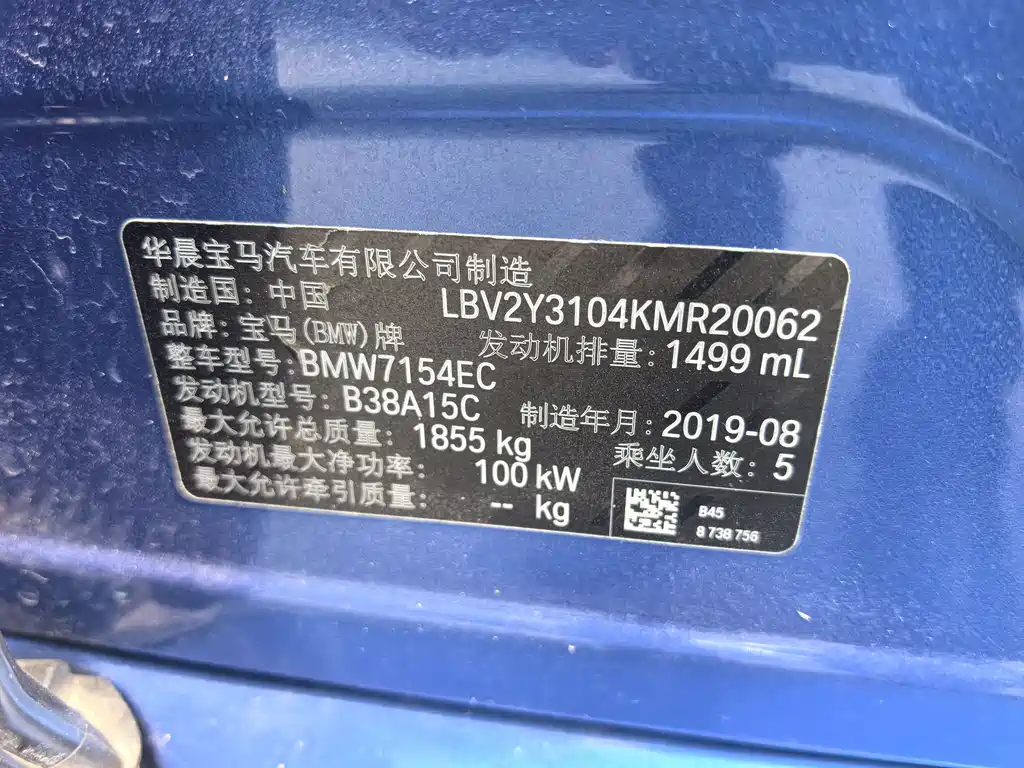 华晨宝马汽车有限公司制造
制造国：中国 LBV2Y3104KMR20062
品牌：宝马(BMW)牌 发动机排量：1499 mL
整车型号：BMW7154EC
发动机型号：B38A15C 制造年月：2019-08
最大允许总质量：1855 kg 乘坐人数：5
发动机最大净功率：100 kW
最大允许牵引质量：-- kg
B45
8 738 756